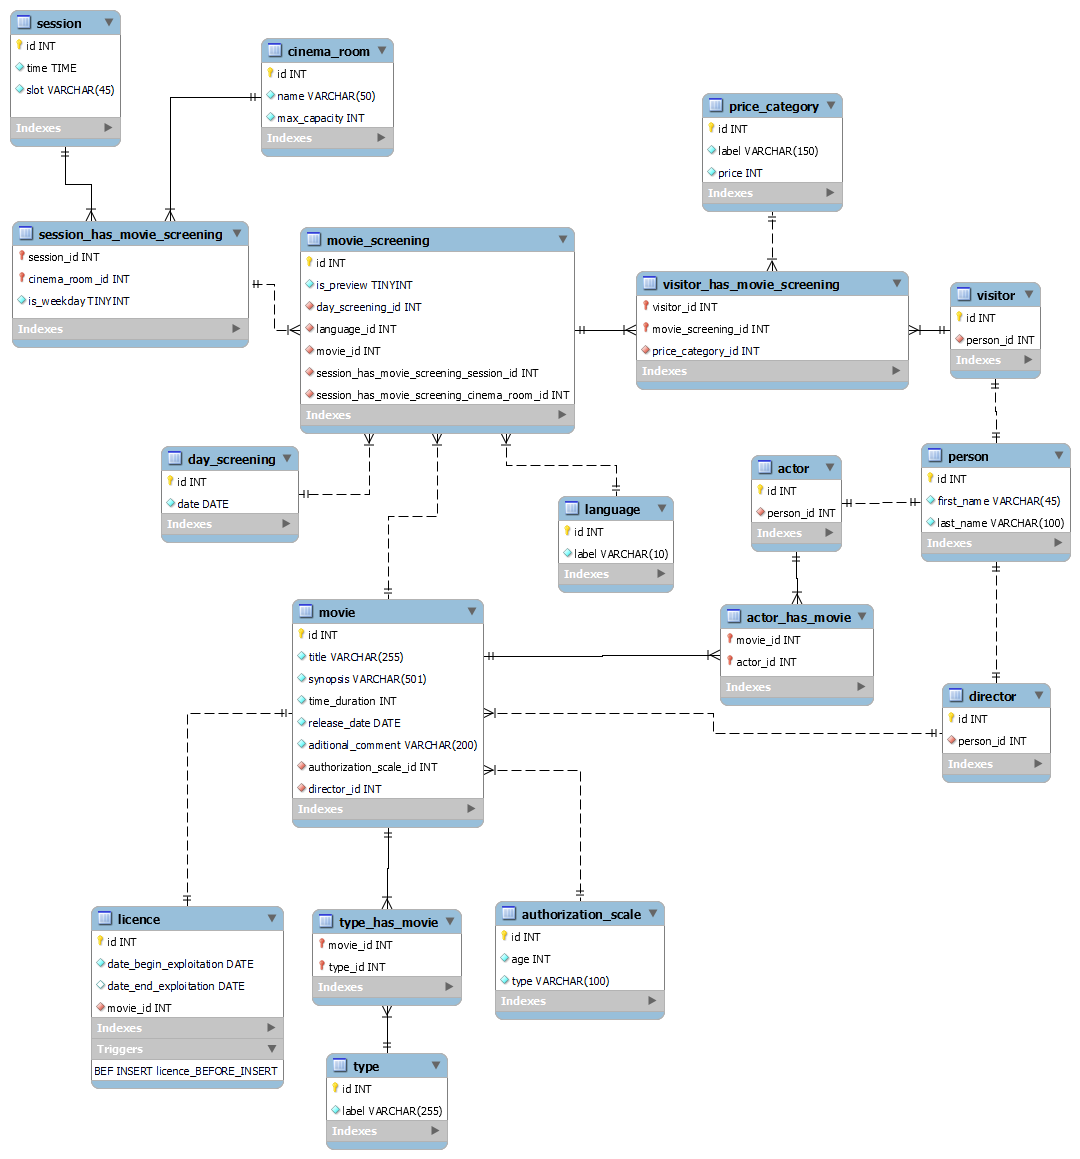 session
id INT
time TIME
slot VARCHAR(45)
Indexes
cinema_room
id INT
name VARCHAR(50)
max_capacity INT
Indexes
price_category
id INT
label VARCHAR(150)
price INT
Indexes
session_has_movie_screening
session_id INT
cinema_room_id INT
is_weekday TINYINT
Indexes
movie_screening
id INT
is_preview TINYINT
day_screening_id INT
language_id INT
movie_id INT
session_has_movie_screening_session_id INT
session_has_movie_screening_cinema_room_id INT
Indexes
visitor_has_movie_screening
visitor_id INT
movie_screening_id INT
price_category_id INT
Indexes
visitor
id INT
person_id INT
Indexes
day_screening
id INT
date DATE
Indexes
language
id INT
label VARCHAR(10)
Indexes
actor
id INT
person_id INT
Indexes
person
id INT
first_name VARCHAR(45)
last_name VARCHAR(100)
Indexes
movie
id INT
title VARCHAR(255)
synopsis VARCHAR(501)
time_duration INT
release_date DATE
aditional_comment VARCHAR(200)
authorization_scale_id INT
director_id INT
Indexes
actor_has_movie
movie_id INT
actor_id INT
Indexes
director
id INT
person_id INT
Indexes
licence
id INT
date_begin_exploitation DATE
date_end_exploitation DATE
movie_id INT
Indexes
Triggers
BEF INSERT licence_BEFORE_INSERT
type_has_movie
movie_id INT
type_id INT
Indexes
authorization_scale
id INT
age INT
type VARCHAR(100)
Indexes
type
id INT
label VARCHAR(255)
Indexes